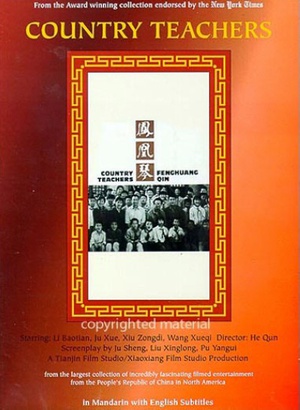 From the Award winning collection endorsed by the New York Times
COUNTRY TEACHERS
鳳
凰
琴
COUNTRY TEACHERS
FENGHUANG QIN
copyrighted material
Starring: LI Baotian, Ju Xue, Xiu Zongdi, Wang Xueqi Director: He Qun
Screenplay by Ju Sheng, Liu Xinglong, Pu Yangui
A Tianjin Film Studio/Xiaoxiang Film Studio Production
from the largest collection of incredibly fascinating filmed entertainment
from the People's Republic of China in North America
in Mandarin with English Subtitles